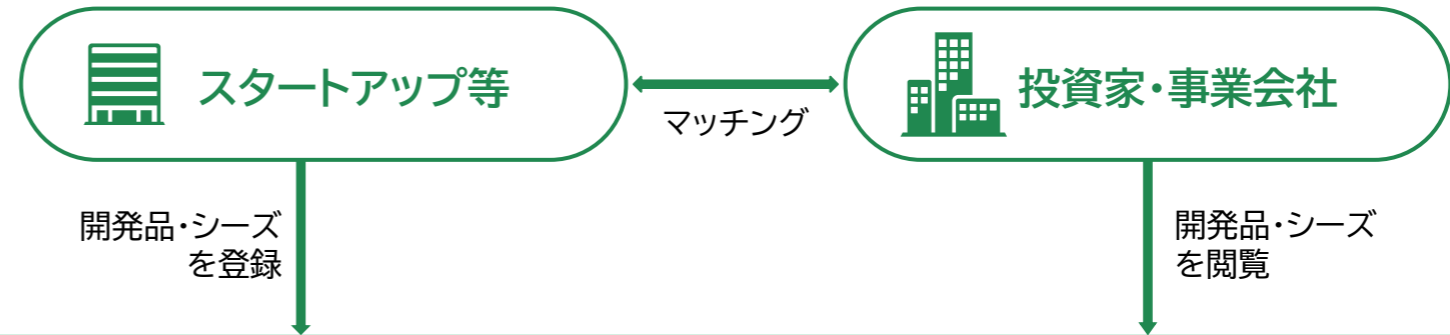 スタートアップ等
投資家・事業会社
マッチング
開発品・シーズ
を登録
開発品・シーズ
を閲覧